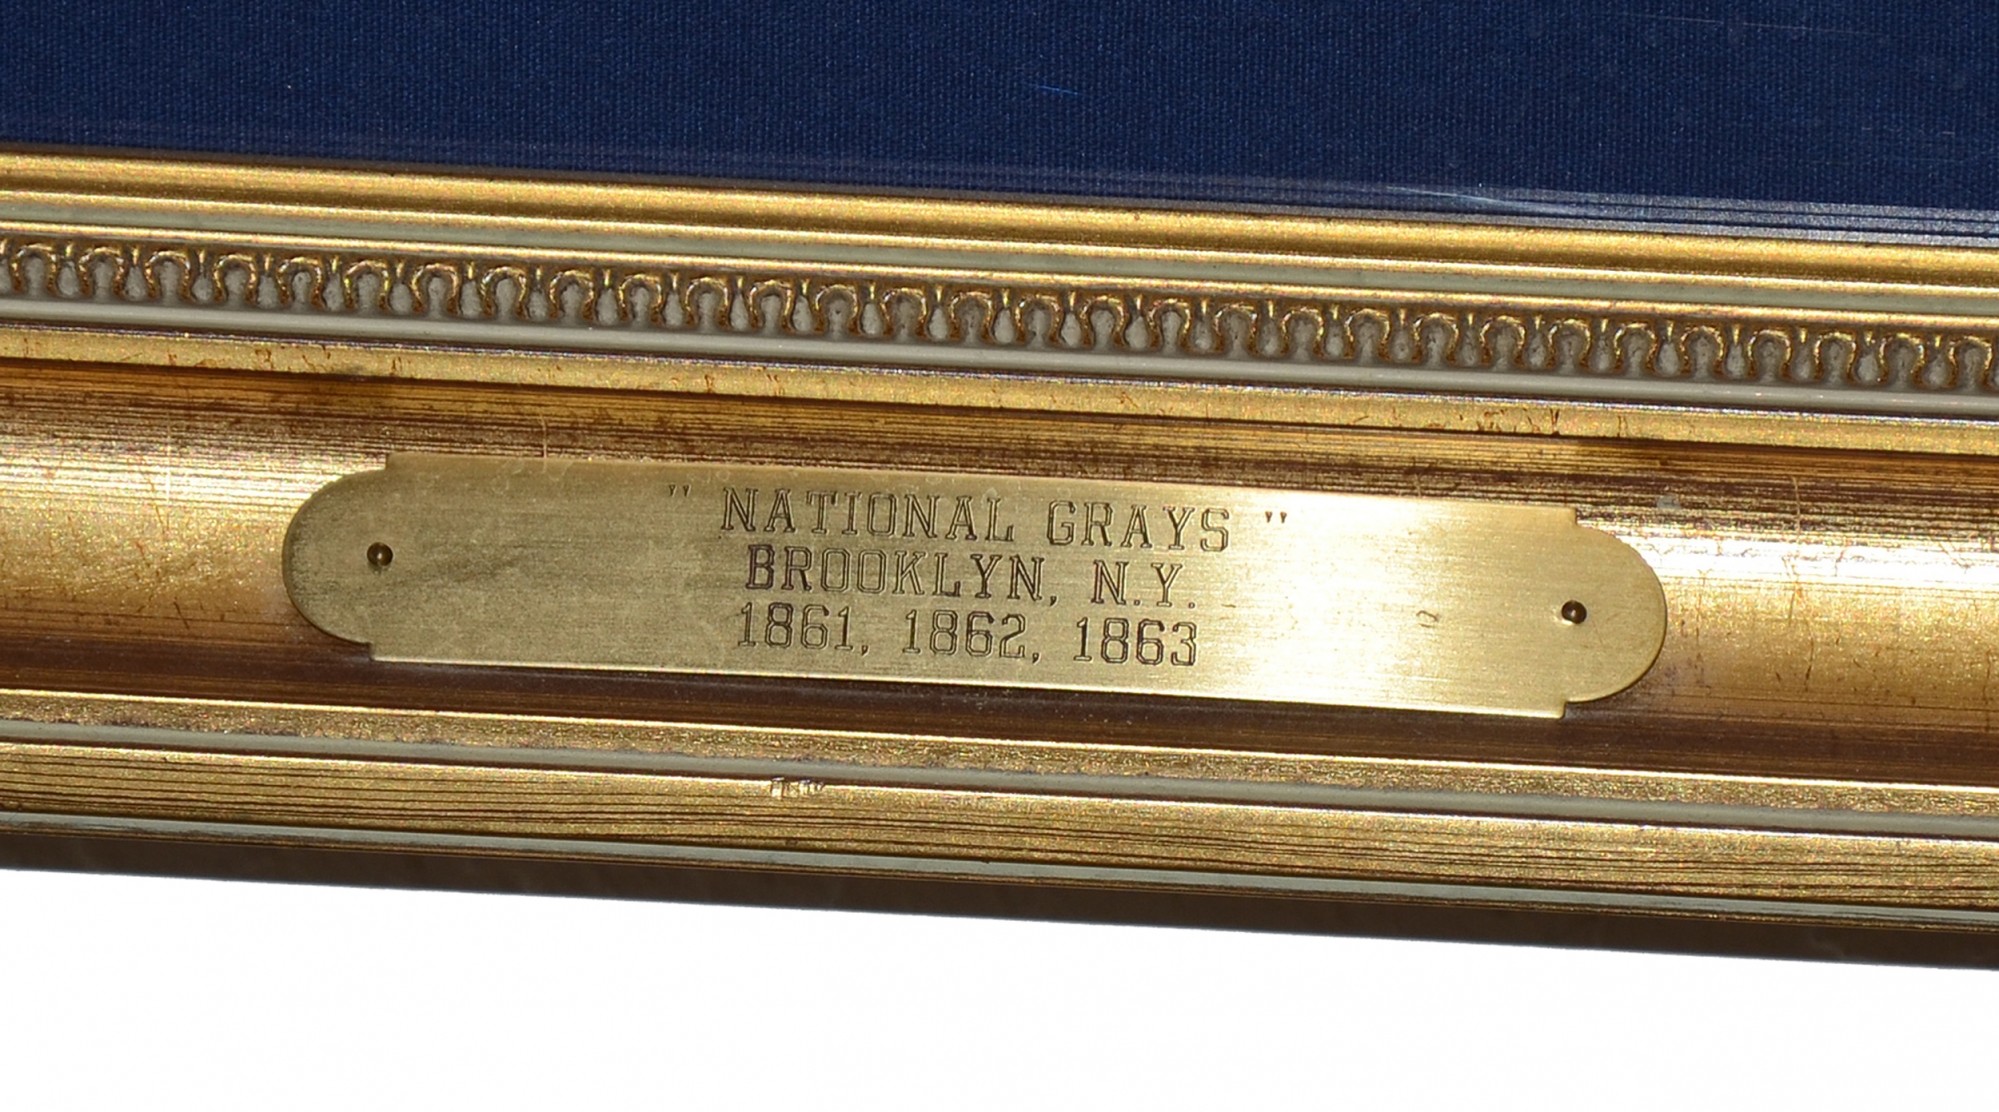 " NATIONAL GRAYS "
BROOKLYN, N.Y.
1861, 1862, 1863